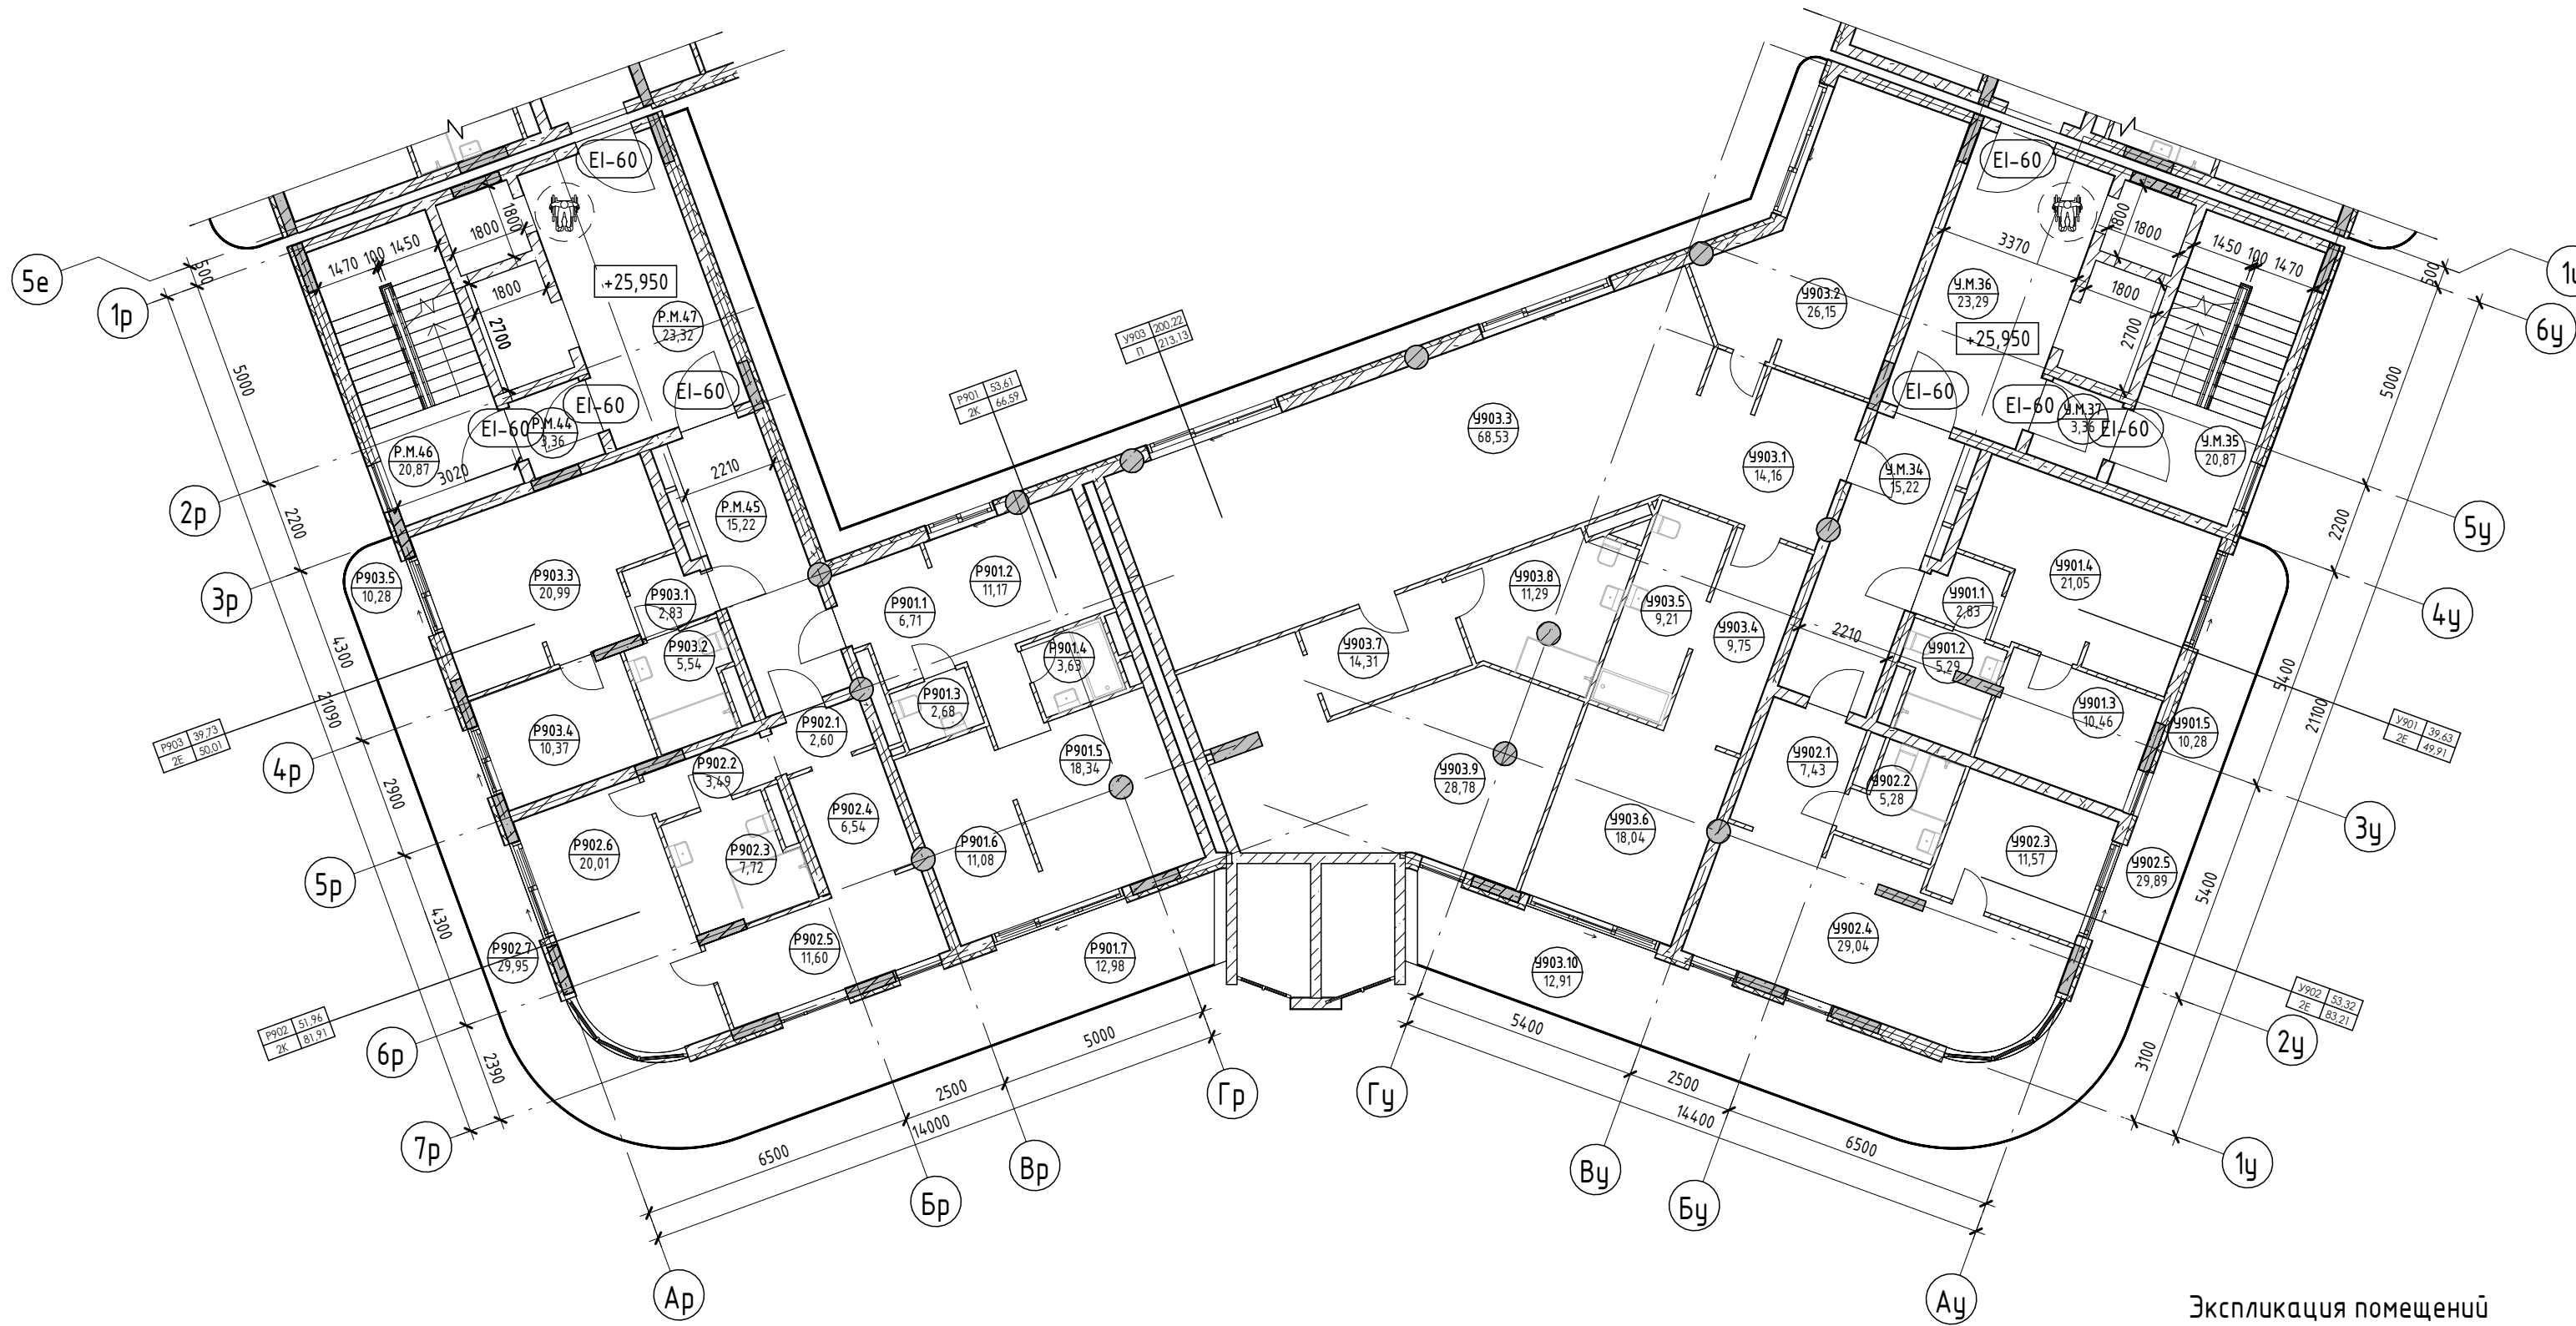 5е
1р
2р
3р
4р
5р
6р
7р
500
5000
2200
4300
21090
2900
4300
2390
1470 100 1450
1800
1800
1800
2700
3020
2210
+25,950
EI-60
EI-60
EI-60
EI-60
Р.М.47
23,32
Р.М.44
3,36
Р.М.46
20,87
Р.М.45
15,22
Р903.5
10,28
Р903.3
20,99
Р903.1
2,83
Р903.2
5,54
Р903.4
10,37
Р903 39,73
2Е 50,01
Р902.1
2,60
Р902.2
3,49
Р902.4
6,54
Р902.3
7,72
Р902.6
20,01
Р902.5
11,60
Р902.7
29,95
Р902 51,96
2К 81,91
Р901 53,61
2К 66,59
Р901.1
6,71
Р901.2
11,17
Р901.3
2,68
Р901.4
3,63
Р901.5
18,34
Р901.6
11,08
Р901.7
12,98
6500
2500
5000
14000
Ар
Бр
Вр
Гр
У903 200,22
П 213,13
У903.3
68,53
У903.2
26,15
У903.1
14,16
У903.8
11,29
У903.5
9,21
У903.7
14,31
У903.4
9,75
У903.9
28,78
У903.6
18,04
У903.10
12,91
EI-60
EI-60
EI-60
EI-60
3370
1800
1800
1800
2700
1450 100 1470
+25,950
У.М.36
23,29
У.М.37
3,36
У.М.35
20,87
У.М.34
15,22
2210
У901.4
21,05
У901.1
2,83
У901.2
5,29
У901.3
10,46
У901.5
10,28
У901 39,63
2Е 49,91
У902.1
7,43
У902.2
5,28
У902.3
11,57
У902.5
29,89
У902.4
29,04
У902 53,32
2Е 83,21
500
5000
2200
5400
21100
5400
3100
6у
5у
4у
3у
2у
1у
5400
2500
14400
6500
Гу
Ву
Бу
Ау
Экспликация помещений